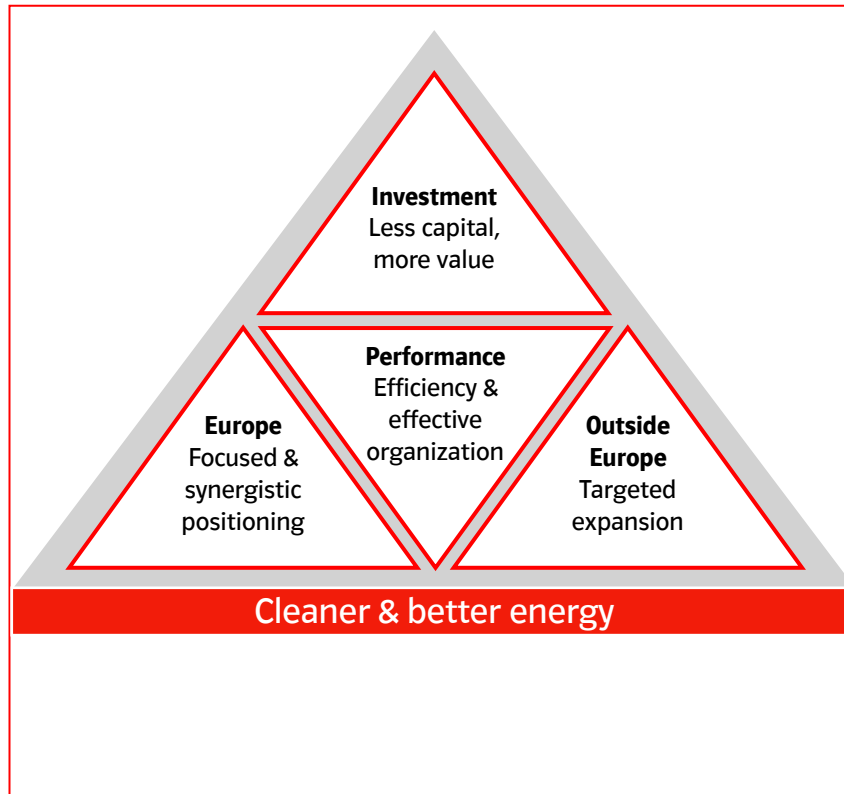 Investment
Less capital,
more value
Performance
Efficiency &
effective
organization
Europe
Focused &
synergistic
positioning
Outside
Europe
Targeted
expansion
Cleaner & better energy